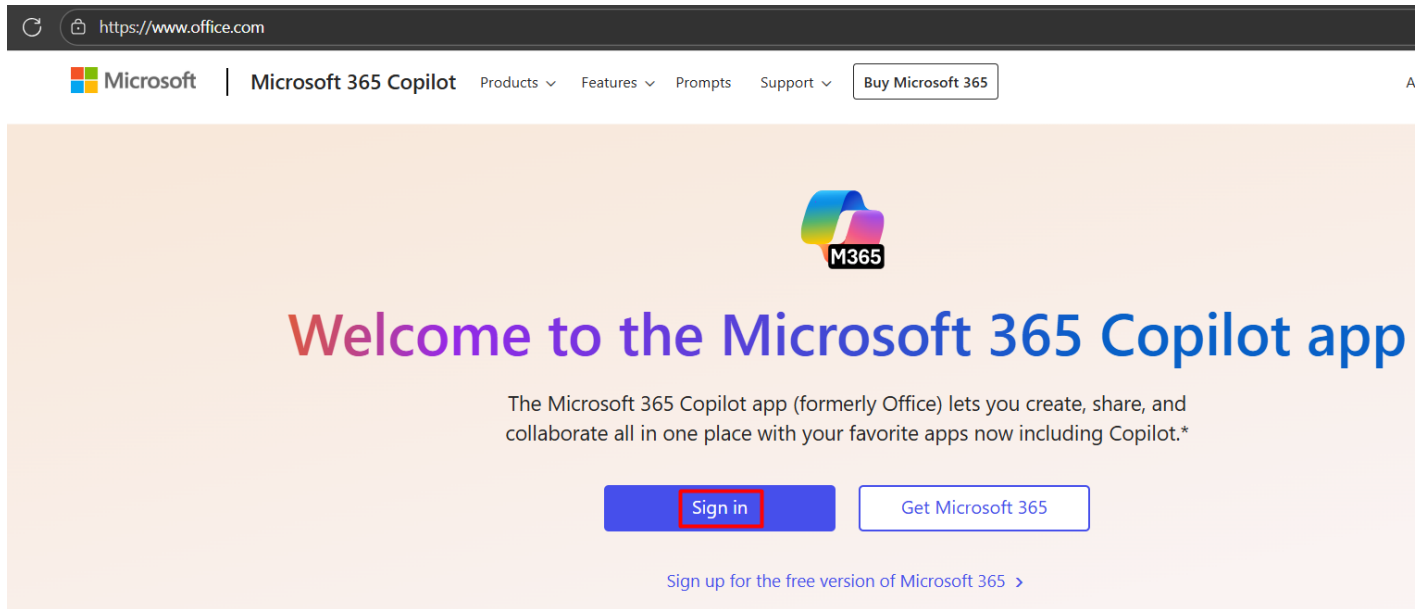 https://www.office.com
Microsoft | Microsoft 365 Copilot Products Features Prompts Support Buy Microsoft 365 A
M365
Welcome to the Microsoft 365 Copilot app
The Microsoft 365 Copilot app (formerly Office) lets you create, share, and
collaborate all in one place with your favorite apps now including Copilot.*
Sign in Get Microsoft 365
Sign up for the free version of Microsoft 365 >